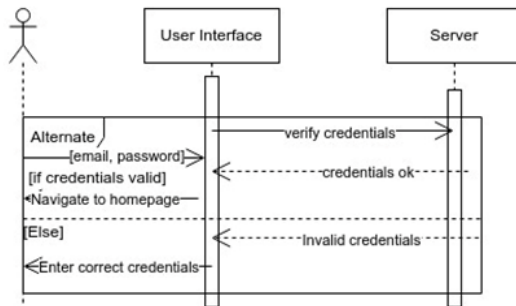 User Interface
Server
Alternate
verify credentials
[email, password]
credentials ok
[if credentials valid]
Navigate to homepage
[Else]
Invalid credentials
Enter correct credentials